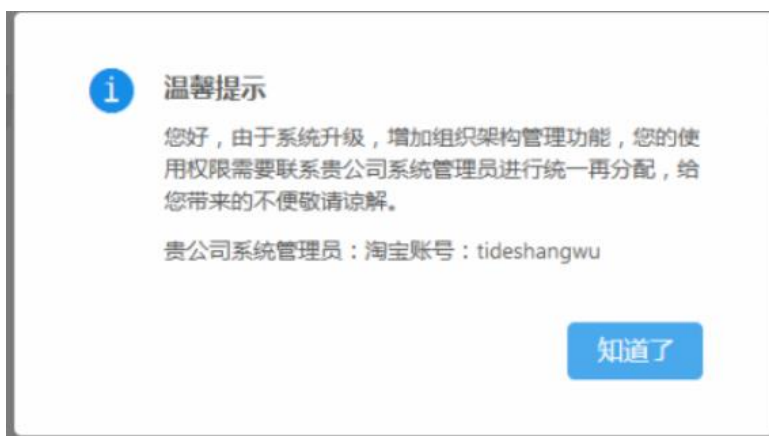 温馨提示
您好，由于系统升级，增加组织架构管理功能，您的使
用权限需要联系贵公司系统管理员进行统一再分配，给
您带来的不便敬请谅解。
贵公司系统管理员：淘宝账号：tideshangwu
知道了